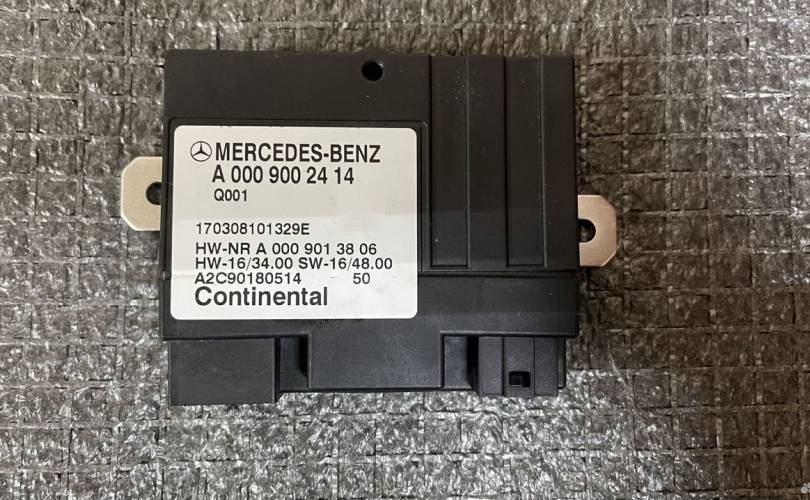 MERCEDES-BENZ
A 000 900 24 14
Q001
170308101329E
HW-NR A 000 901 38 06
HW-16/34.00 SW-16/48.00
A2C90180514 50
Continental